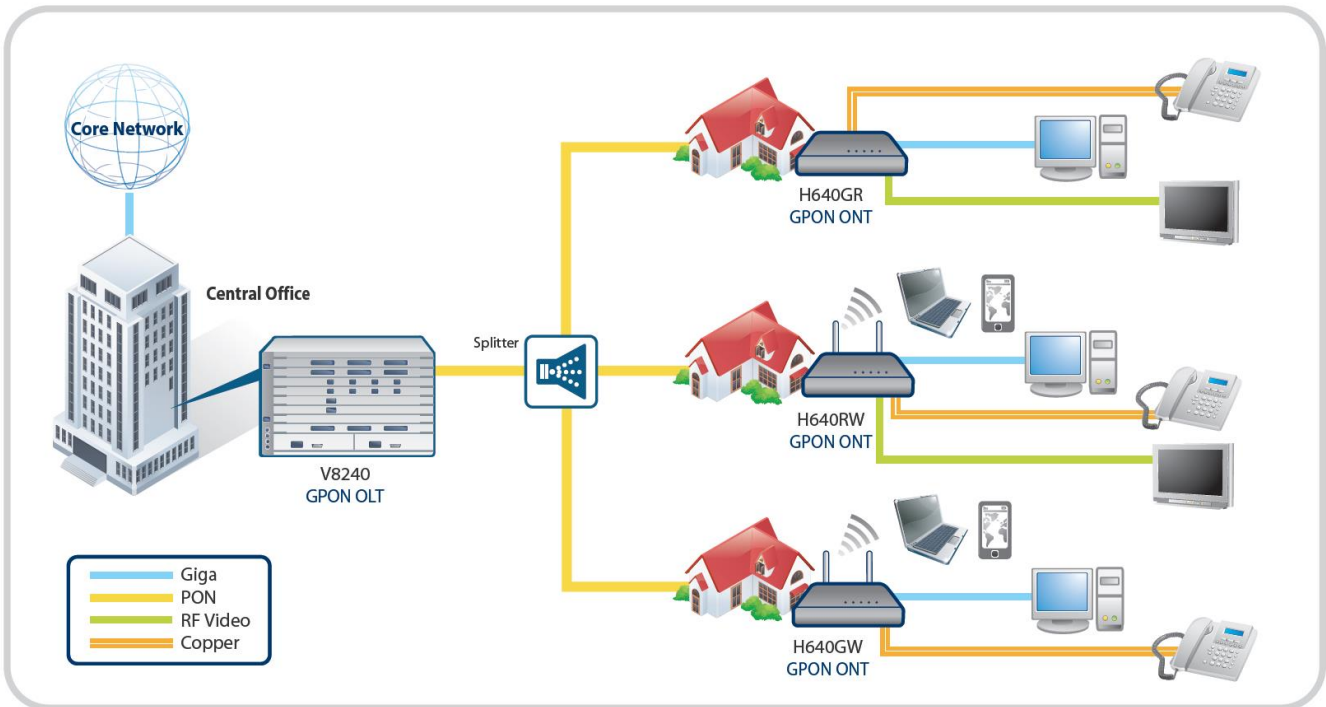 Core Network
Central Office
V8240
GPON OLT
Splitter
H640GR
GPON ONT
H640RW
GPON ONT
H640GW
GPON ONT
Giga
PON
RF Video
Copper